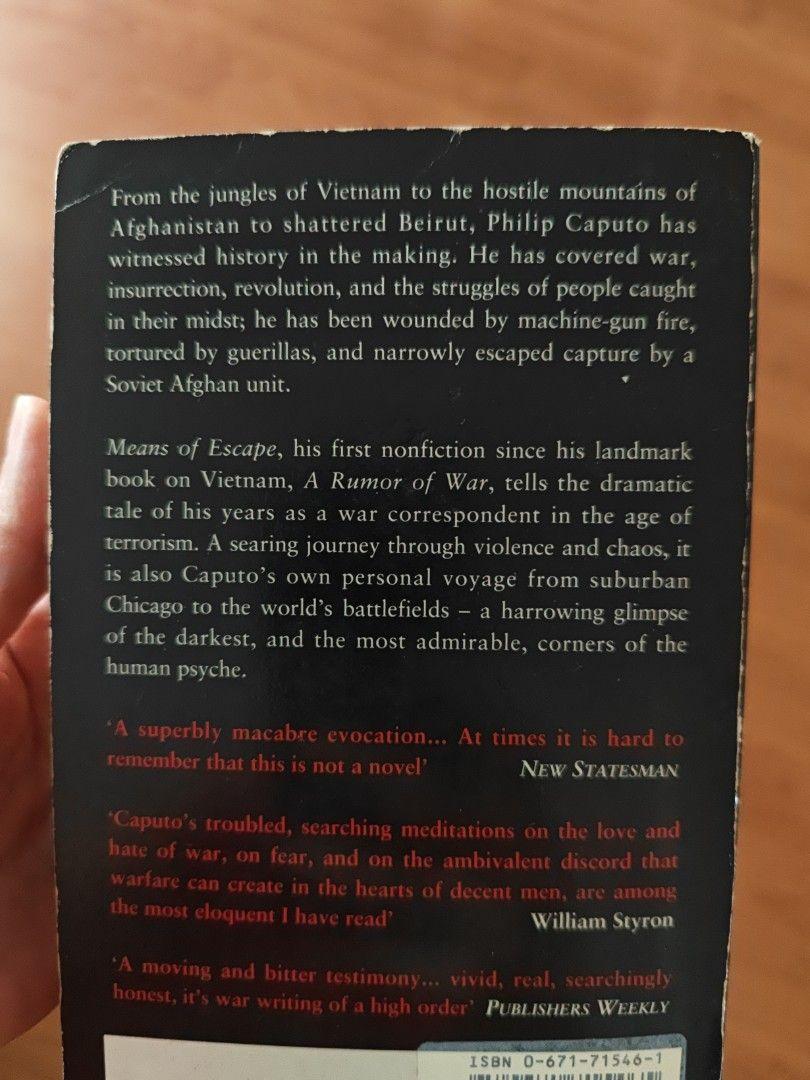 From the jungles of Vietnam to the hostile mountains of
Afghanistan to shattered Beirut, Philip Caputo has
witnessed history in the making. He has covered war,
insurrection, revolution, and the struggles of people caught
in their midst; he has been wounded by machine-gun fire,
tortured by guerillas, and narrowly escaped capture by a
Soviet Afghan unit.
Means of Escape, his first nonfiction since his landmark
book on Vietnam, A Rumor of War, tells the dramatic
tale of his years as a war correspondent in the age of
terrorism. A searing journey through violence and chaos, it
is also Caputo's own personal voyage from suburban
Chicago to the world's battlefields – a harrowing glimpse
of the darkest, and the most admirable, corners of the
human psyche.
'A superbly macabre evocation... At times it is hard to
remember that this is not a novel' NEW STATESMAN
'Caputo's troubled, searching meditations on the love and
hate of war, on fear, and on the ambivalent discord that
warfare can create in the hearts of decent men, are among
the most eloquent I have read' William Styron
'A moving and bitter testimony... vivid, real, searchingly
honest, it's war writing of a high order' PUBLISHERS WEEKLY
ISBN 0-671-71546-1